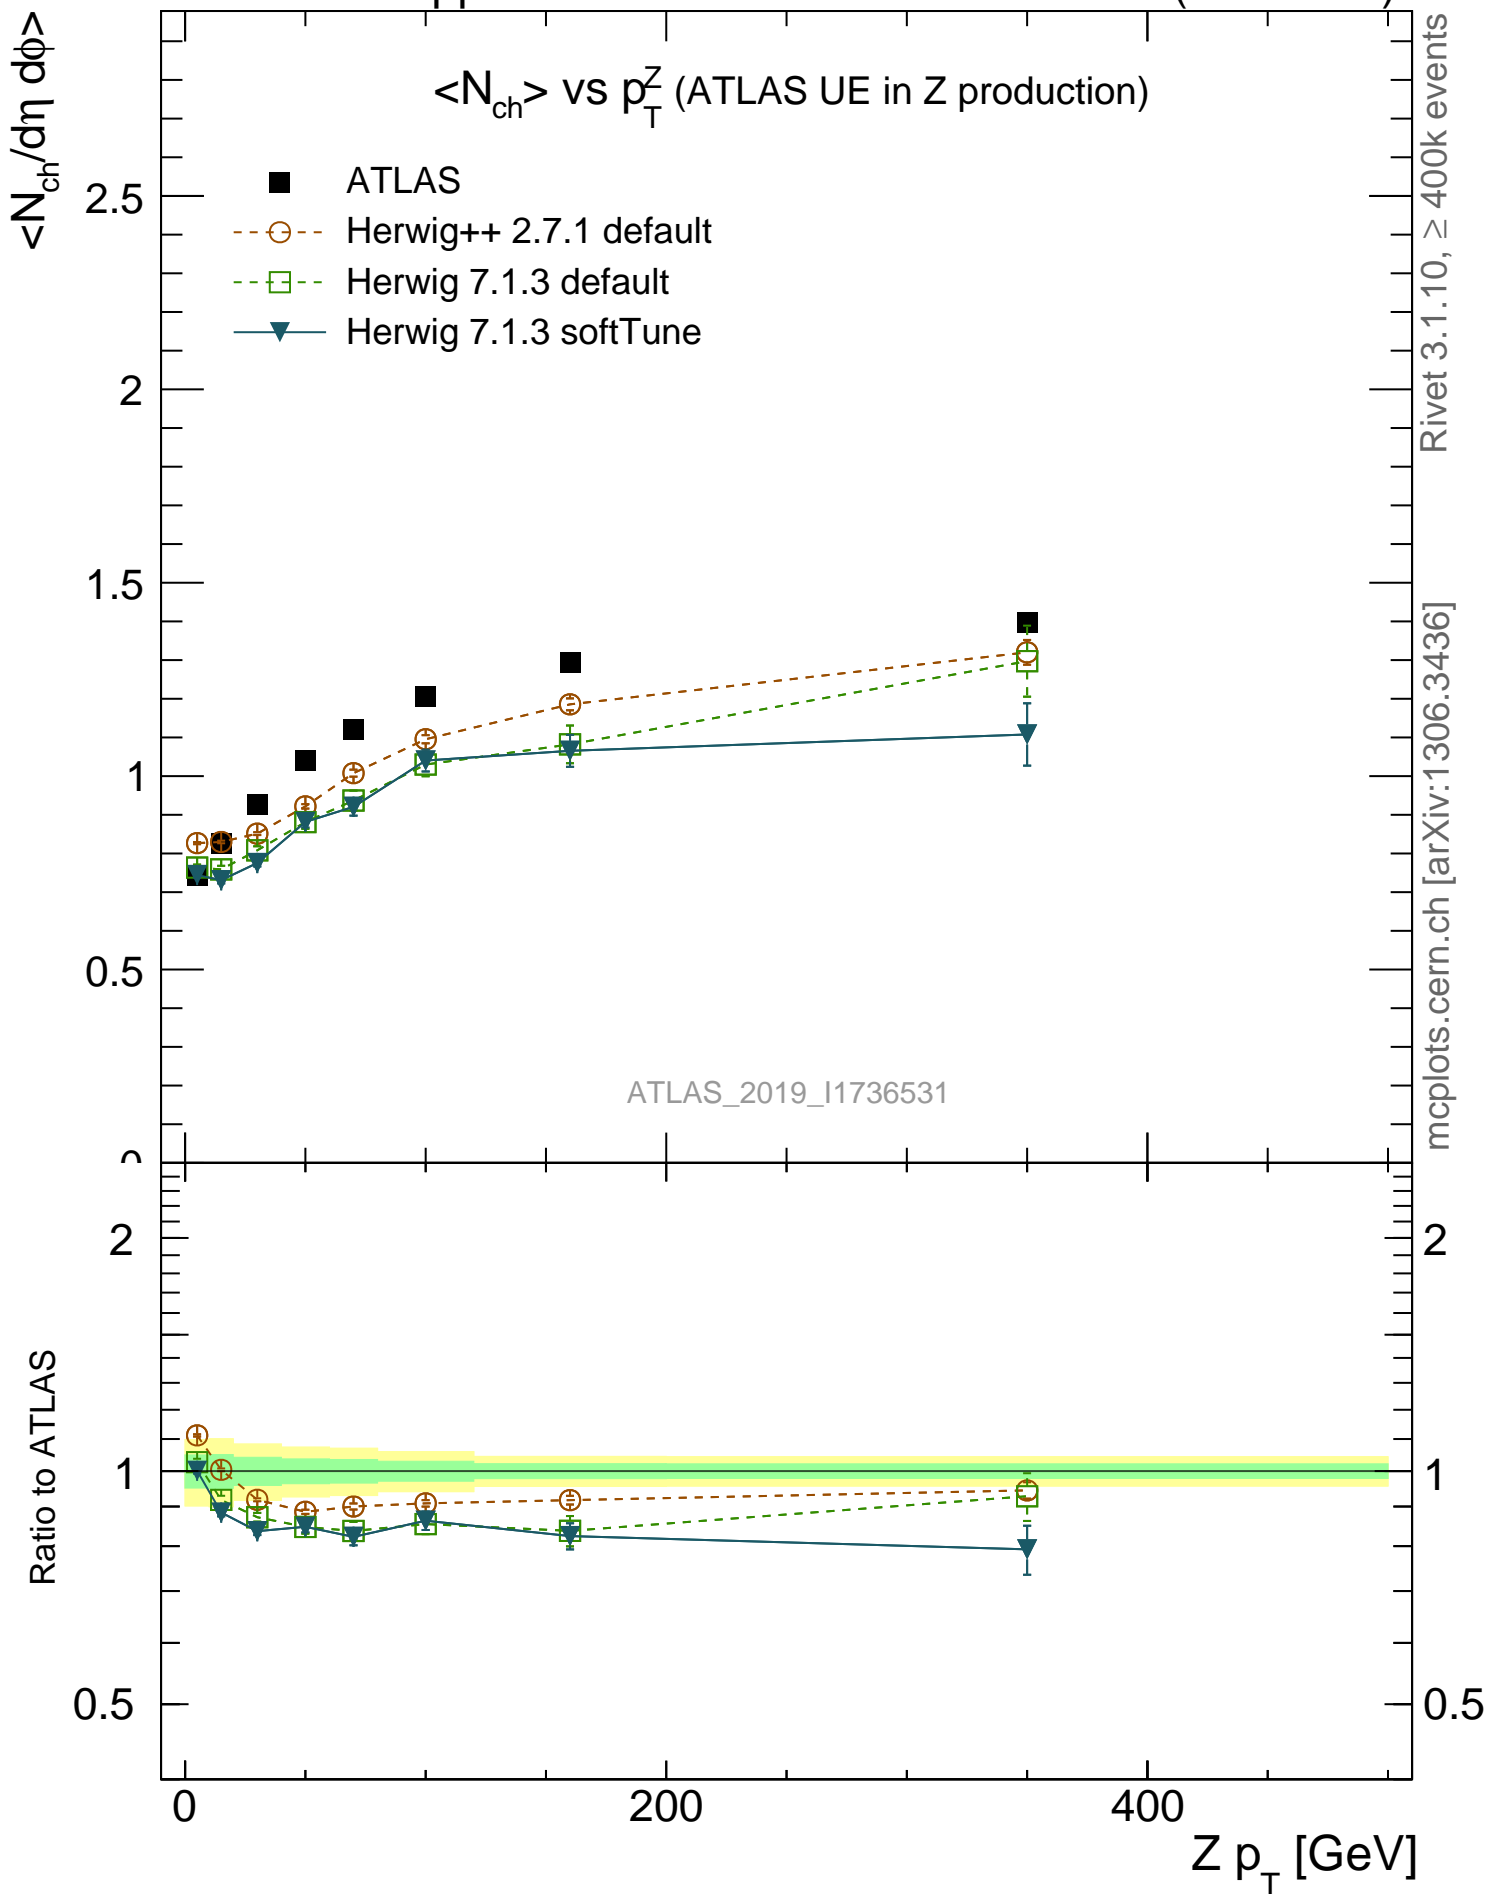 <N_ch> vs p_T^Z (ATLAS UE in Z production)
<N_ch/dη dϕ>
ATLAS
Herwig++ 2.7.1 default
Herwig 7.1.3 default
Herwig 7.1.3 softTune
2.5
2
1.5
1
0.5
0
ATLAS_2019_I1736531
Rivet 3.1.10, ≥ 400k events
mcplots.cern.ch [arXiv:1306.3436]
Ratio to ATLAS
2
1
0.5
2
1
0.5
0
200
400
Z p_T [GeV]